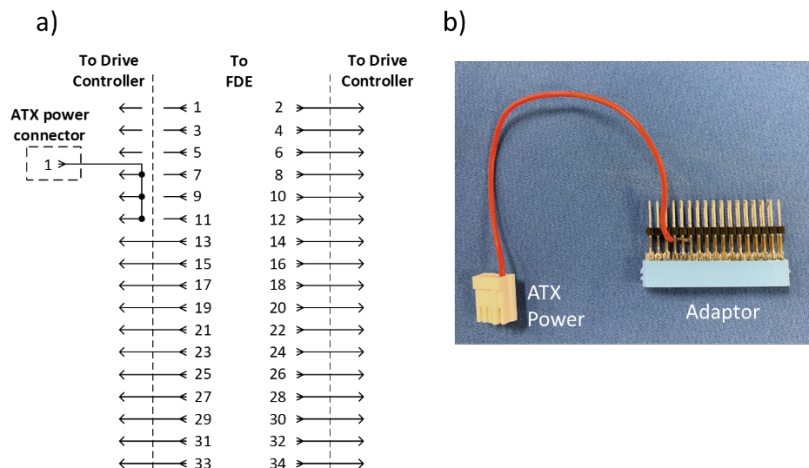 a)
b)
To Drive
Controller
To
FDE
To Drive
Controller
ATX power
connector
1
1 2
3 4
5 6
7 8
9 10
11 12
13 14
15 16
17 18
19 20
21 22
23 24
25 26
27 28
29 30
31 32
33 34
ATX
Power
Adaptor